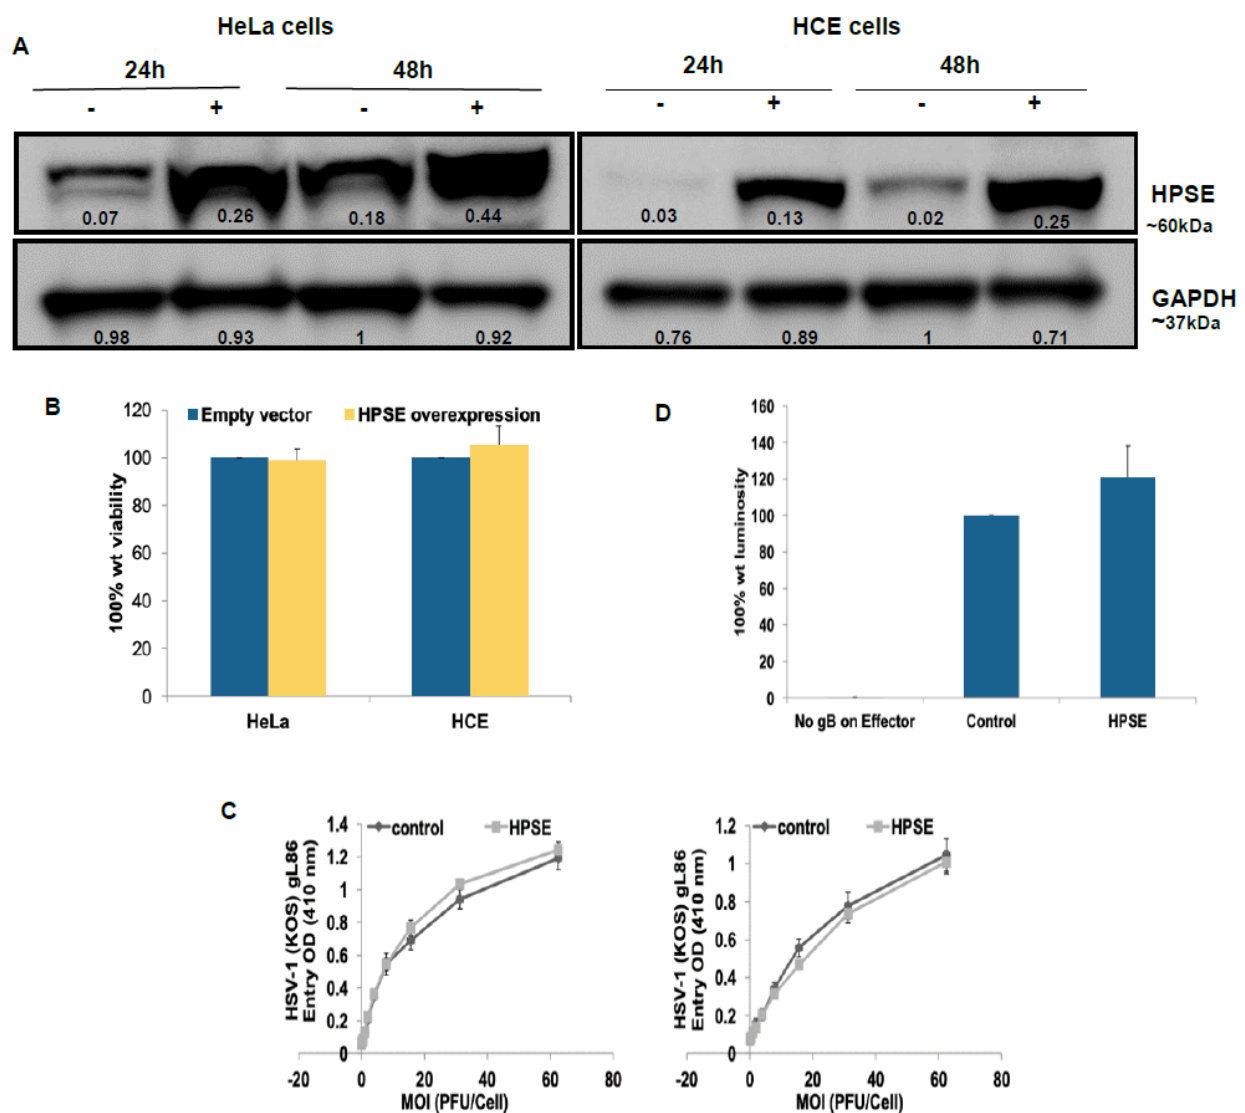 HeLa cells
HCE cells
A
24h
48h
24h
48h
- + - +
- + - +
0.07 0.26 0.18 0.44
0.03 0.13 0.02 0.25
HPSE
~60kDa
0.98 0.93 1 0.92
0.76 0.89 1 0.71
GAPDH
~37kDa
B
Empty vector
HPSE overexpression
100% wt viability
120
100
80
60
40
20
0
HeLa
HCE
D
100% wt luminosity
160
140
120
100
80
60
40
20
0
No gB on Effector
Control
HPSE
C
control
HPSE
HSV-1 (KOS) gL86
Entry OD (410 nm)
1.4
1.2
1
0.8
0.6
0.4
0.2
0
-20 0 20 40 60 80
MOI (PFU/Cell)
control
HPSE
HSV-1 (KOS) gL86
Entry OD (410 nm)
1.2
1
0.8
0.6
0.4
0.2
0
-20 0 20 40 60 80
MOI (PFU/Cell)